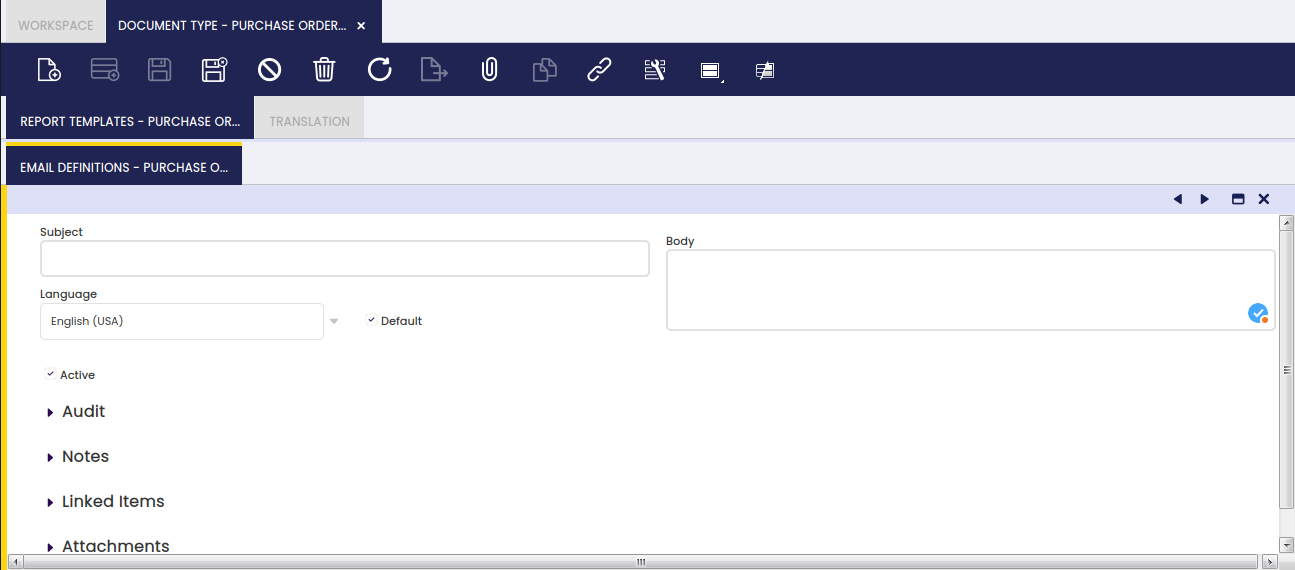 WORKSPACE
DOCUMENT TYPE - PURCHASE ORDER...
REPORT TEMPLATES - PURCHASE OR...
TRANSLATION
EMAIL DEFINITIONS - PURCHASE O...
Subject
Body
Language
English (USA)
Default
Active
Audit
Notes
Linked Items
Attachments